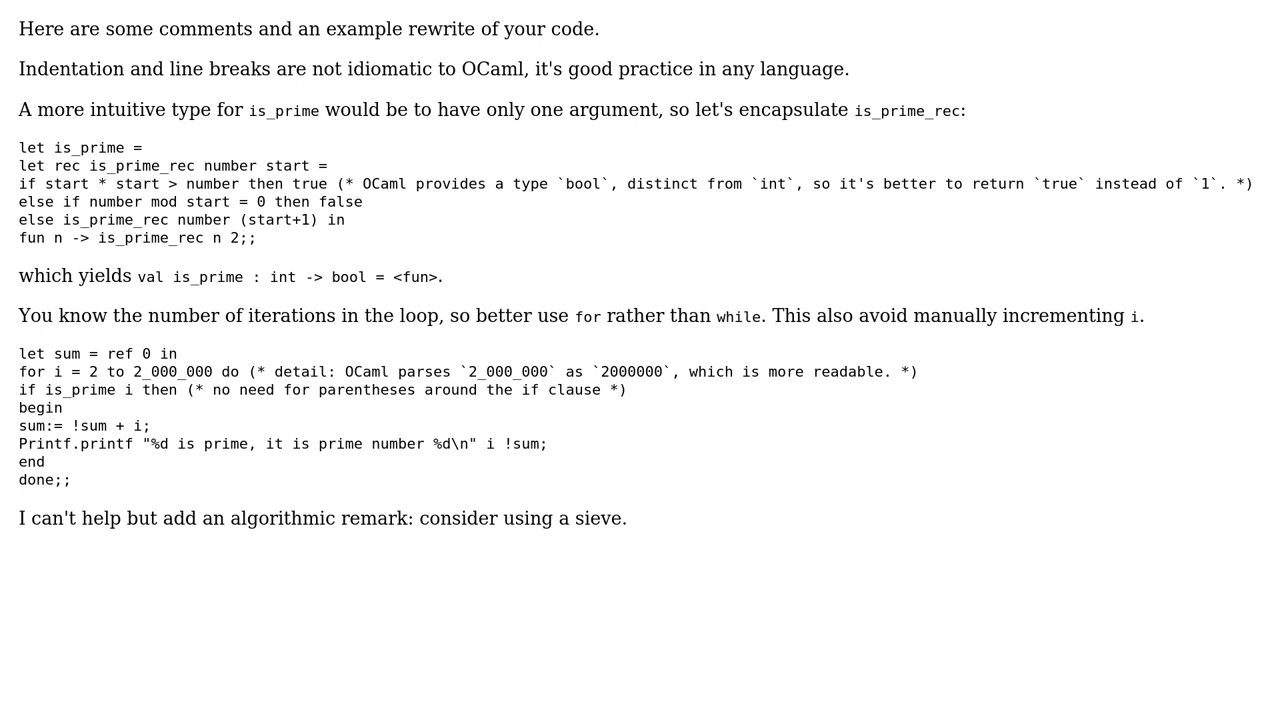 Here are some comments and an example rewrite of your code.
Indentation and line breaks are not idiomatic to OCaml, it's good practice in any language.
A more intuitive type for is_prime would be to have only one argument, so let's encapsulate is_prime_rec:
let is_prime =
let rec is_prime_rec number start =
if start * start > number then true (* OCaml provides a type `bool`, distinct from `int`, so it's better to return `true` instead of `1`. *)
else if number mod start = 0 then false
else is_prime_rec number (start+1) in
fun n -> is_prime_rec n 2;;
which yields val is_prime : int -> bool = <fun>.
You know the number of iterations in the loop, so better use for rather than while. This also avoid manually incrementing i.
let sum = ref 0 in
for i = 2 to 2_000_000 do (* detail: OCaml parses `2_000_000` as `2000000`, which is more readable. *)
if is_prime i then (* no need for parentheses around the if clause *)
begin
sum:= !sum + i;
Printf.printf "%d is prime, it is prime number %d\n" i !sum;
end
done;;
I can't help but add an algorithmic remark: consider using a sieve.